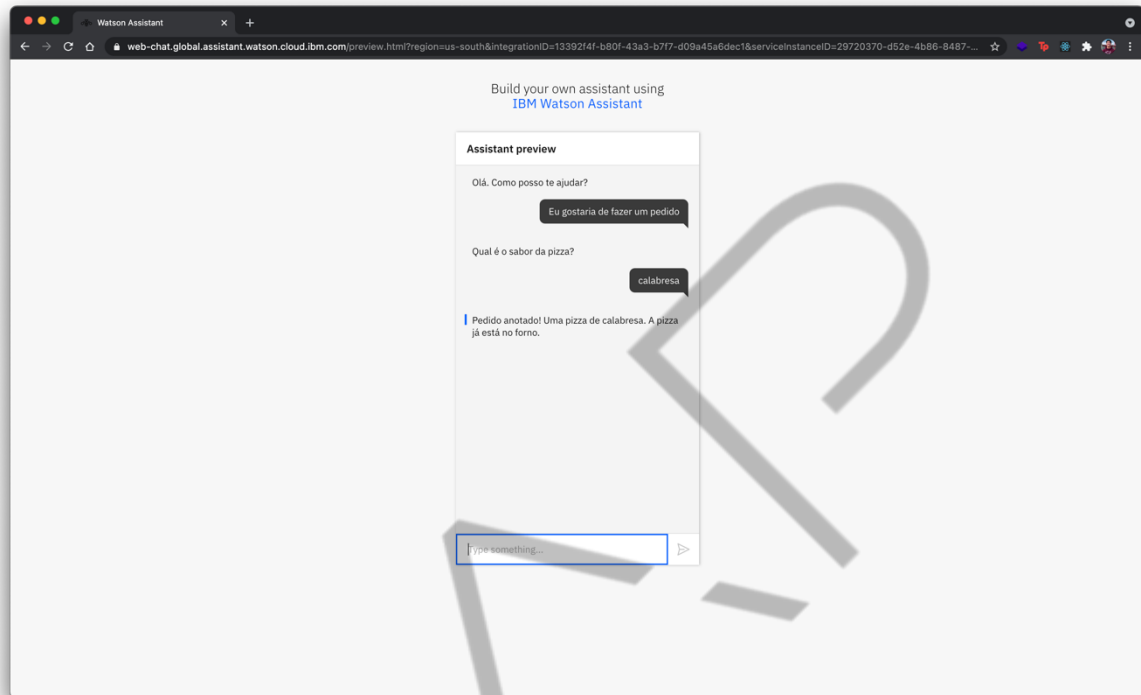 Watson Assistant
web-chat.global.assistant.watson.cloud.ibm.com/preview.html?region=us-south&integrationID=13392f4f-b80f-43a3-b7f7-d09a45a6dec1&serviceInstanceID=29720370-d52e-4b86-8487-...
Build your own assistant using
IBM Watson Assistant
Assistant preview
Olá. Como posso te ajudar?
Eu gostaria de fazer um pedido
Qual é o sabor da pizza?
calabresa
Pedido anotado! Uma pizza de calabresa. A pizza
já está no forno.
Type something...